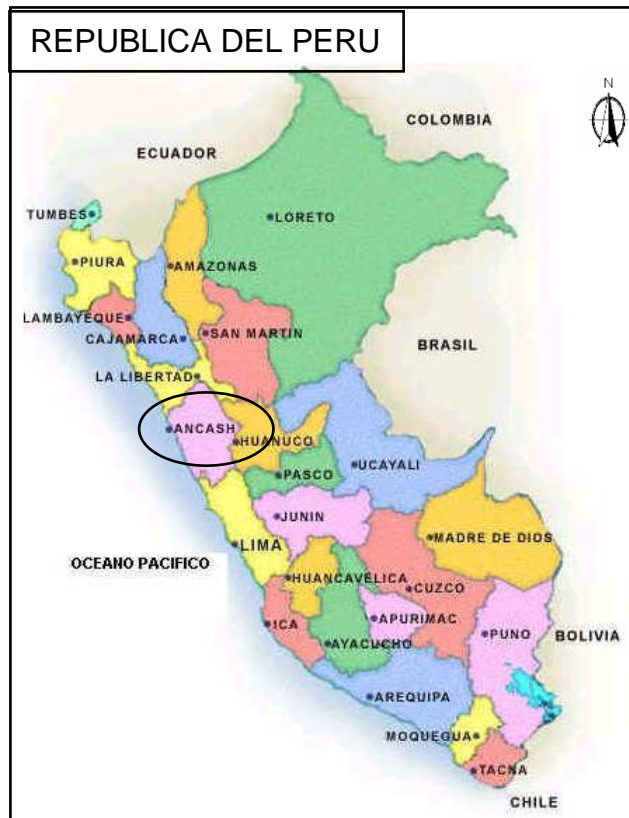 REPUBLICA DEL PERU
N
COLOMBIA
ECUADOR
TUMBES
LORETO
PIURA
AMAZONAS
LAMBAYEQUE
SAN MARTIN
CAJAMARCA
BRASIL
LA LIBERTAD
ANCASH
HUANUCO
UCAYALI
PASCO
JUNIN
MADRE DE DIOS
LIMA
OCEANO PACIFICO
HUANCAVELICA
CUZCO
ICA
APURIMAC
PUNO
BOLIVIA
AYACUCHO
AREQUIPA
MOQUEGUA
TACNA
CHILE